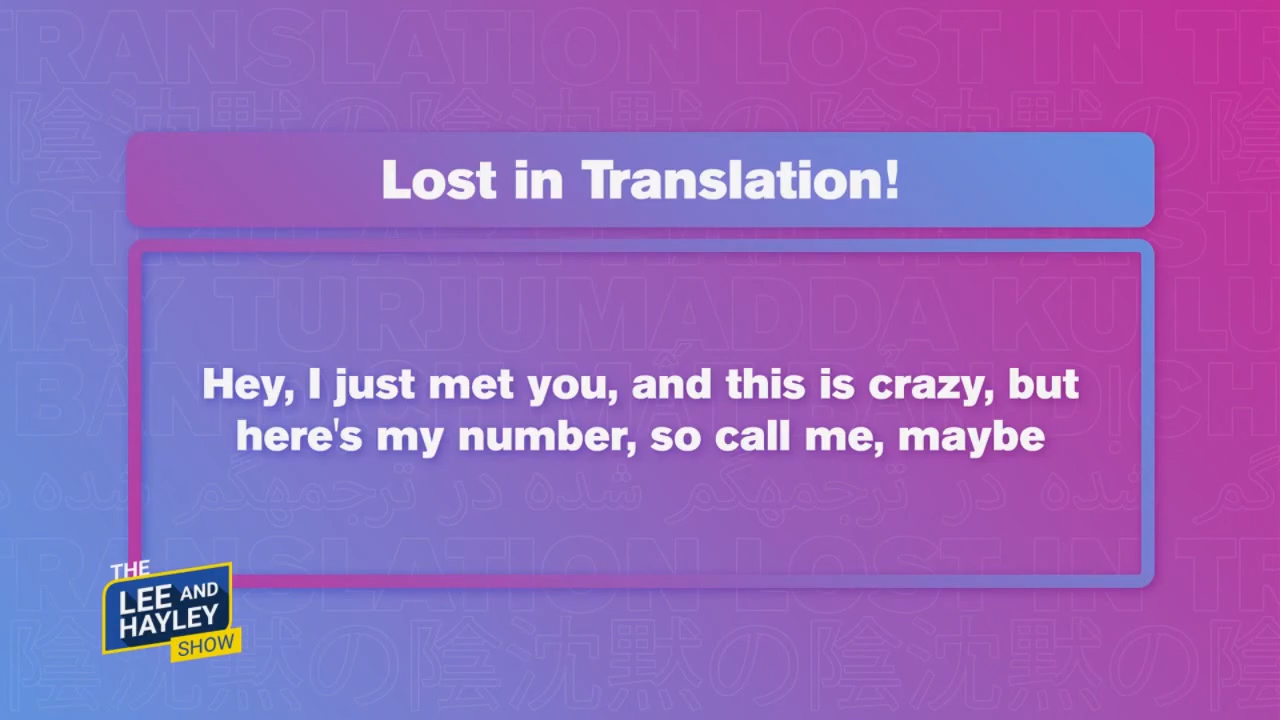 Lost in Translation!
Hey, I just met you, and this is crazy, but
here's my number, so call me, maybe
THE
LEE AND
HAYLEY
SHOW